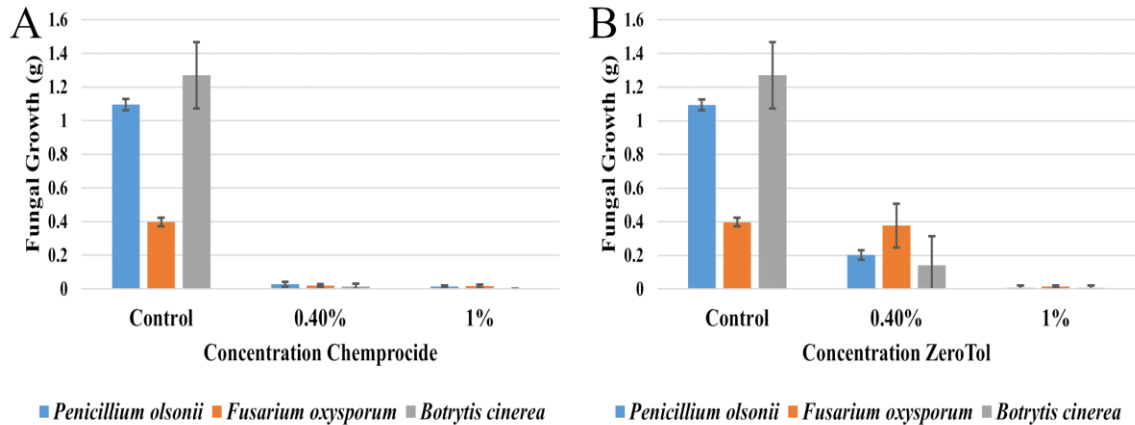 A
Fungal Growth (g)
1.6
1.4
1.2
1
0.8
0.6
0.4
0.2
0
Control 0.40% 1%
Concentration Chemprocide
Penicillium olsonii Fusarium oxysporum Botrytis cinerea
B
Fungal Growth (g)
1.6
1.4
1.2
1
0.8
0.6
0.4
0.2
0
Control 0.40% 1%
Concentration ZeroTol
Penicillium olsonii Fusarium oxysporum Botrytis cinerea